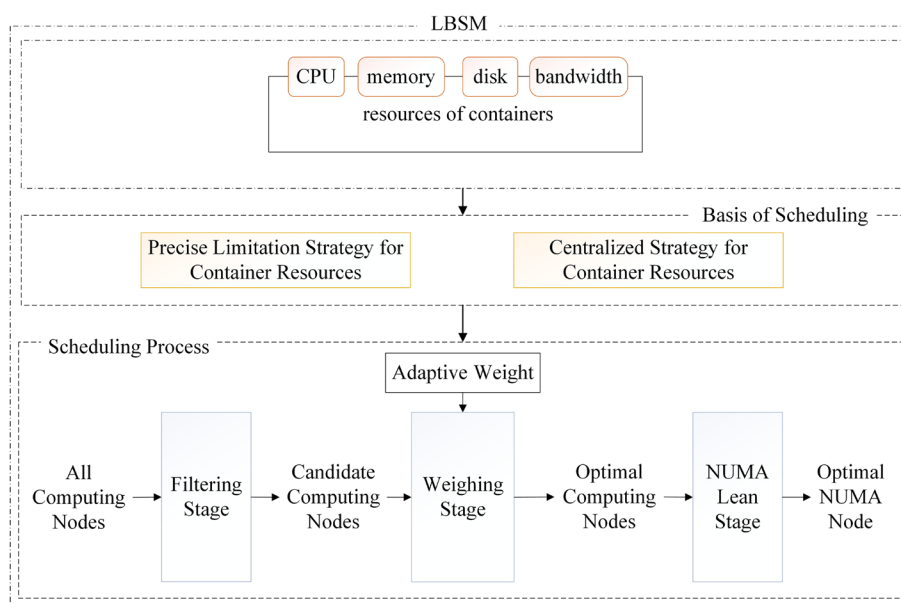 LBSM
CPU memory disk bandwidth
resources of containers
Basis of Scheduling
Precise Limitation Strategy for
Container Resources
Centralized Strategy for
Container Resources
Scheduling Process
Adaptive Weight
All
Computing
Nodes
Filtering
Stage
Candidate
Computing
Nodes
Weighing
Stage
Optimal
Computing
Nodes
NUMA
Lean
Stage
Optimal
NUMA
Node